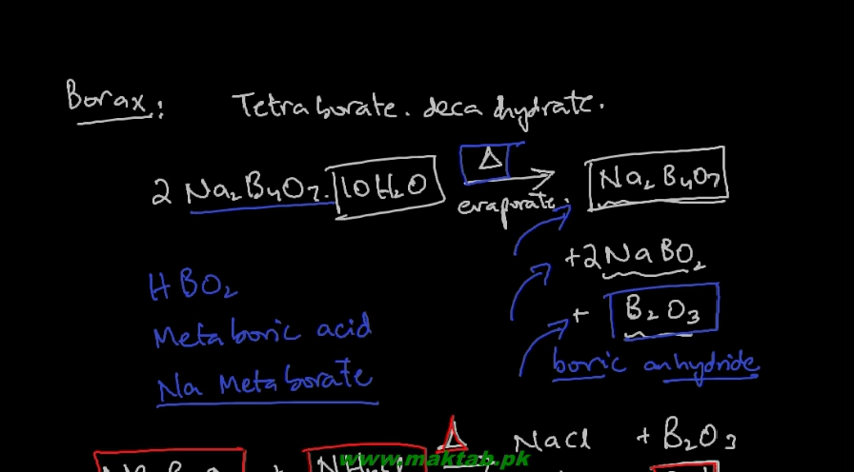 Borax: Tetraborate. deca hydrate.
2 Na₂B₄O₇. 10H₂O Δ evaporate. Na₂B₄O₇
+2NaBO₂
HBO₂ + B₂O₃
Metaboric acid boric anhydride
Na Metaborate
+ Δ NaCl + B₂O₃
www.maktab.pk